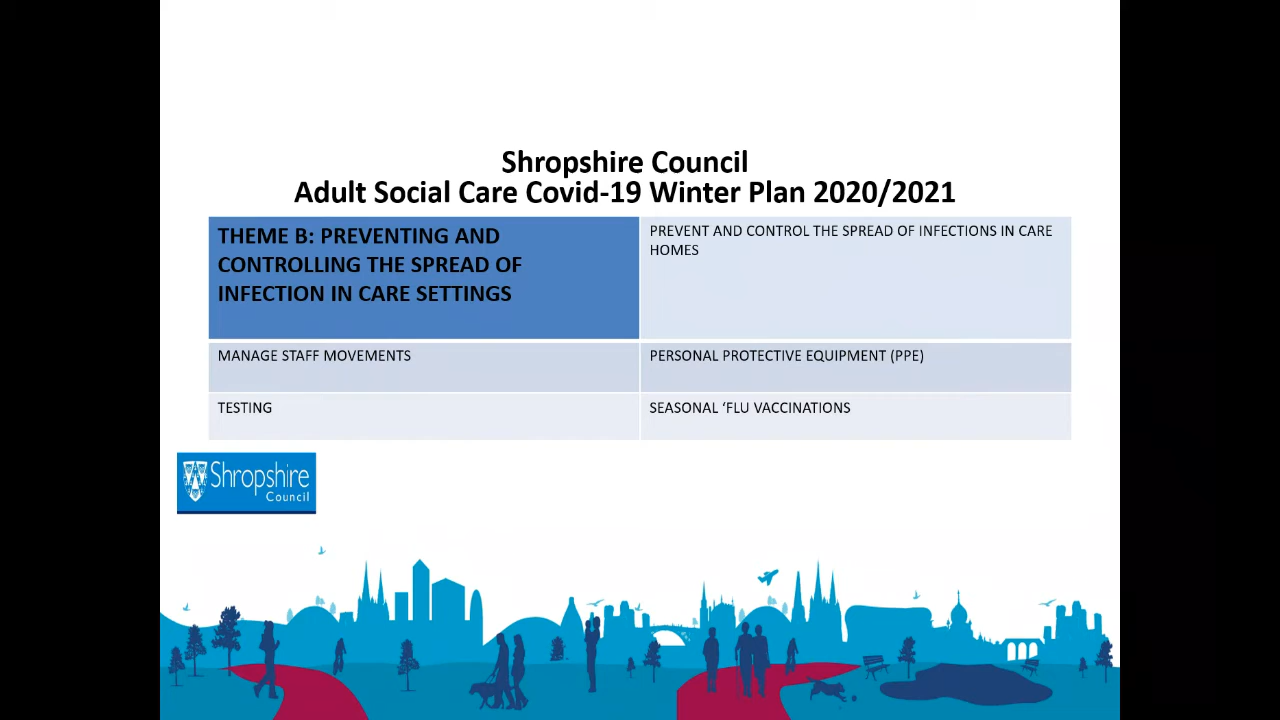 Shropshire Council
Adult Social Care Covid-19 Winter Plan 2020/2021
THEME B: PREVENTING AND
CONTROLLING THE SPREAD OF
INFECTION IN CARE SETTINGS
PREVENT AND CONTROL THE SPREAD OF INFECTIONS IN CARE
HOMES
MANAGE STAFF MOVEMENTS
PERSONAL PROTECTIVE EQUIPMENT (PPE)
TESTING
SEASONAL ‘FLU VACCINATIONS
Shropshire
Council